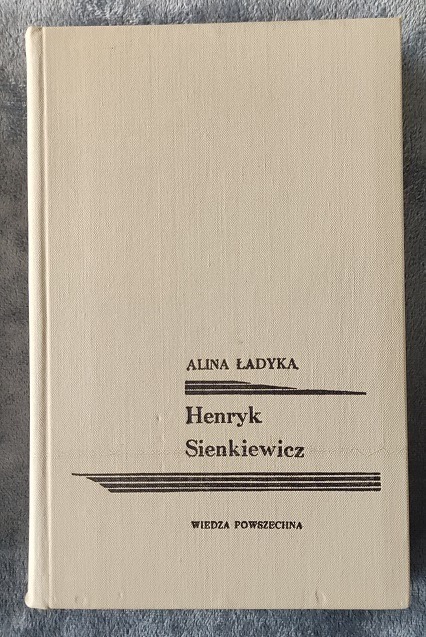 ALINA ŁADYKA
Henryk
Sienkiewicz
WIEDZA POWSZECHNA